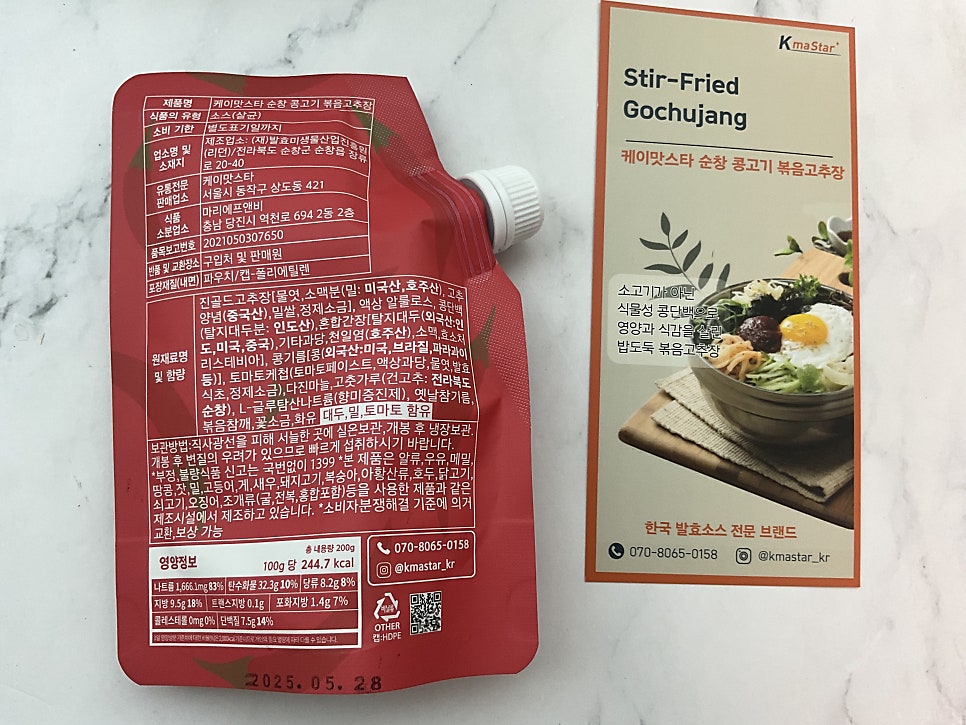 제품명 케이맛스타 순창 콩고기 볶음고추장
식품의 유형 소스(살균)
소비 기한 별도표기일까지
업소명 및 소재지 제조업소: (재)발효미생물산업진흥원
(리던)/전라북도 순창군 순창읍 장류
로 20-40
유통전문 판매업소 케이맛스타
서울시 동작구 상도동 421
식품 소분업소 마리에프앤비
충남 당진시 역천로 694 2동 2층
품목보고번호 2021050307650
반품 및 교환장소 구입처 및 판매원
포장재질(내면) 파우치/캡-폴리에틸렌
원재료명 및 함량
진골드고추장[물엿,소맥분(밀: 미국산,호주산), 고추
양념(중국산),밀쌀,정제소금], 액상 알룰로스, 콩단백
(탈지대두분: 인도산),혼합간장[탈지대두(외국산:인
도,미국,중국),기타과당,천일염(호주산), 소맥,효소처
리스테비아], 콩기름[콩(외국산:미국,브라질,파라과이
등)], 토마토케첩(토마토페이스트,액상과당,물엿,발효
식초,정제소금),다진마늘,고춧가루(건고추: 전라북도
순창), L-글루탐산나트륨(향미증진제), 옛날참기름,
볶음참깨,꽃소금,화유 대두,밀,토마토 함유
보관방법:직사광선을 피해 서늘한 곳에 실온보관,개봉 후 냉장보관.
개봉 후 변질의 우려가 있으므로 빠르게 섭취하시기 바랍니다.
*부정,불량식품 신고는 국번없이 1399 *본 제품은 알류,우유,메밀,
땅콩,잣,밀,고등어,게,새우,돼지고기,복숭아,아황산류,호두,닭고기,
쇠고기,오징어,조개류(굴,전복,홍합포함)등을 사용한 제품과 같은
제조시설에서 제조하고 있습니다. *소비자분쟁해결 기준에 의거
교환,보상 가능
영양정보
총 내용량 200g
100g 당 244.7 kcal
나트륨 1,666.1mg 83% 탄수화물 32.3g 10% 당류 8.2g 8%
지방 9.5g 18% 트랜스지방 0.1g 포화지방 1.4g 7%
콜레스테롤 0mg 0% 단백질 7.5g 14%
070-8065-0158
@kmastar_kr
비닐류
OTHER
캡:HDPE
2025.05.28
KmaStar
Stir-Fried
Gochujang
케이맛스타 순창 콩고기 볶음고추장
소고기가 아닌
식물성 콩단백으로
영양과 식감을 살린
밥도둑 볶음고추장
한국 발효소스 전문 브랜드
070-8065-0158 @kmastar_kr